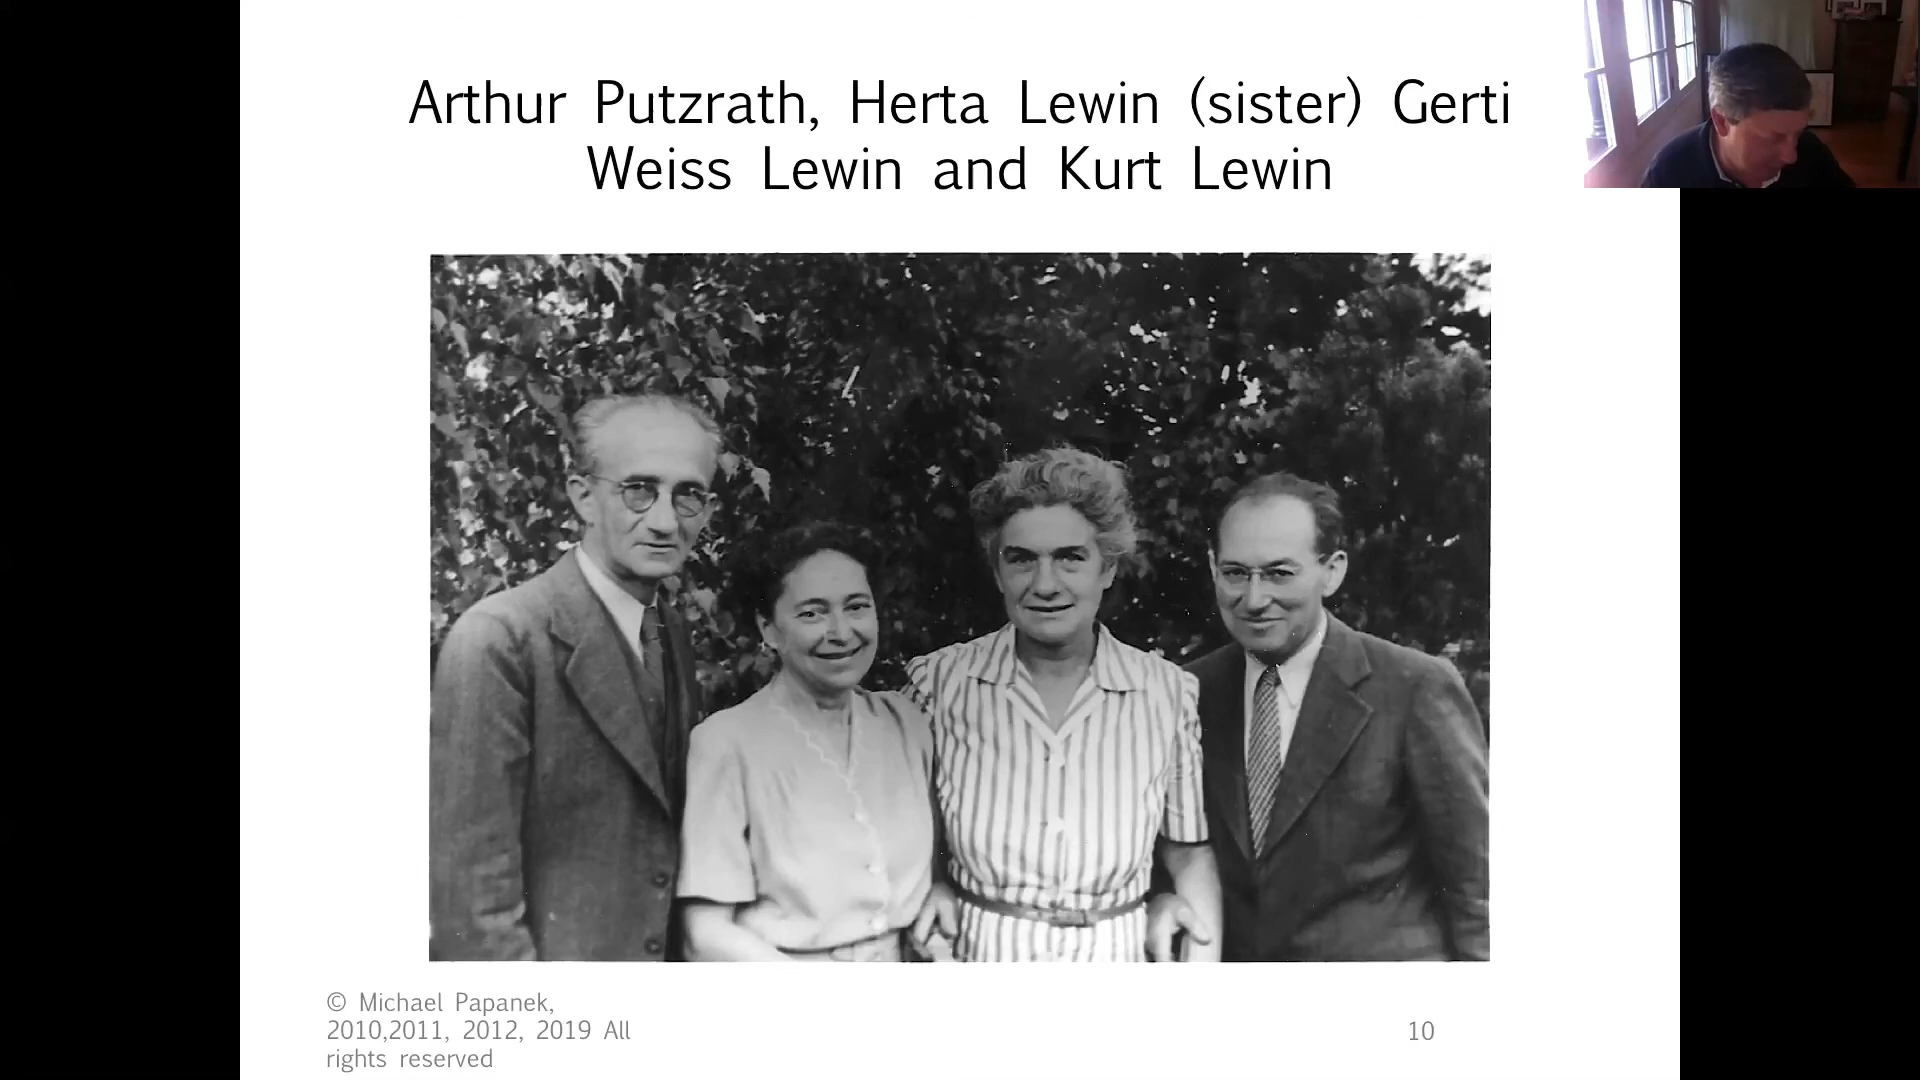 Arthur Putzrath, Herta Lewin (sister) Gerti
Weiss Lewin and Kurt Lewin
© Michael Papanek,
2010,2011, 2012, 2019 All
rights reserved
10